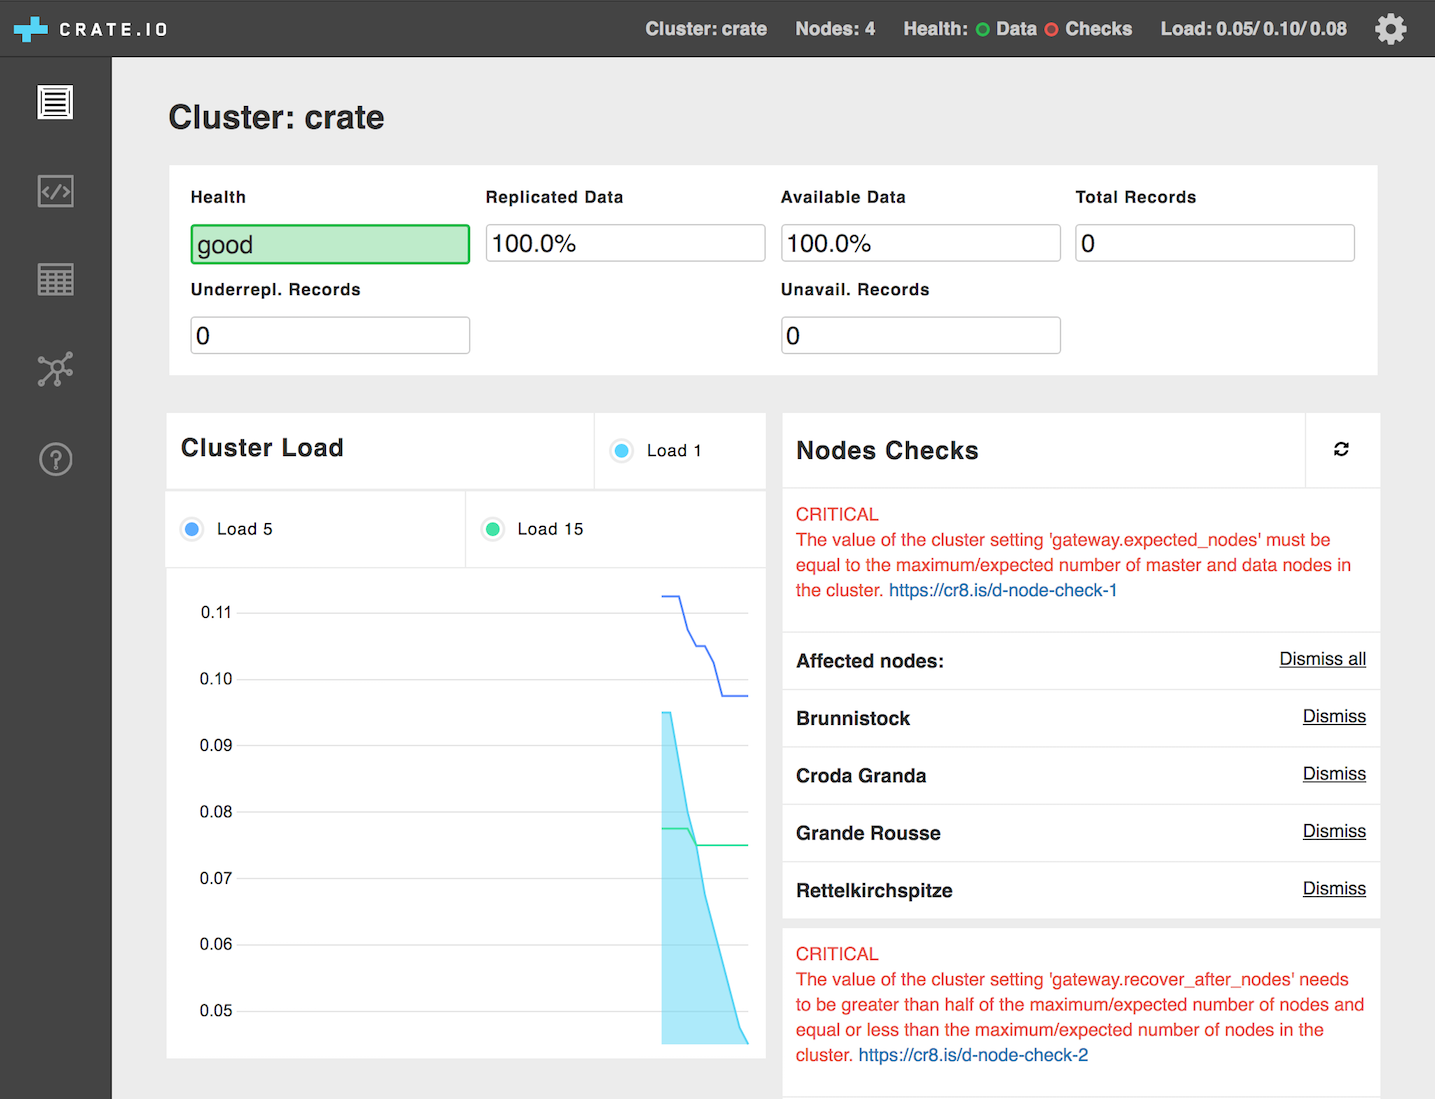 CRATE.IO
Cluster: crate
Nodes: 4
Health: Data Checks
Load: 0.05/ 0.10/ 0.08
Cluster: crate
Health
Replicated Data
Available Data
Total Records
good
100.0%
100.0%
0
Underrepl. Records
Unavail. Records
0
0
Cluster Load
Load 1
Load 5
Load 15
0.11
0.10
0.09
0.08
0.07
0.06
0.05
Nodes Checks
CRITICAL
The value of the cluster setting 'gateway.expected_nodes' must be
equal to the maximum/expected number of master and data nodes in
the cluster. https://cr8.is/d-node-check-1
Affected nodes:
Dismiss all
Brunnistock
Dismiss
Croda Granda
Dismiss
Grande Rousse
Dismiss
Rettelkirchspitze
Dismiss
CRITICAL
The value of the cluster setting 'gateway.recover_after_nodes' needs
to be greater than half of the maximum/expected number of nodes and
equal or less than the maximum/expected number of nodes in the
cluster. https://cr8.is/d-node-check-2